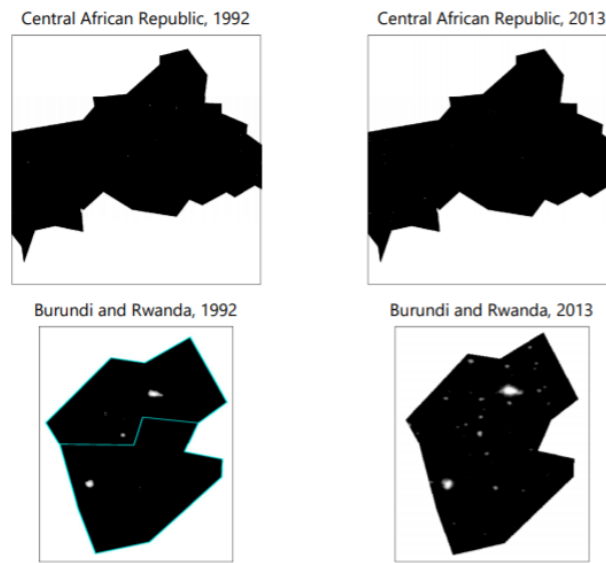 Central African Republic, 1992
Central African Republic, 2013
Burundi and Rwanda, 1992
Burundi and Rwanda, 2013